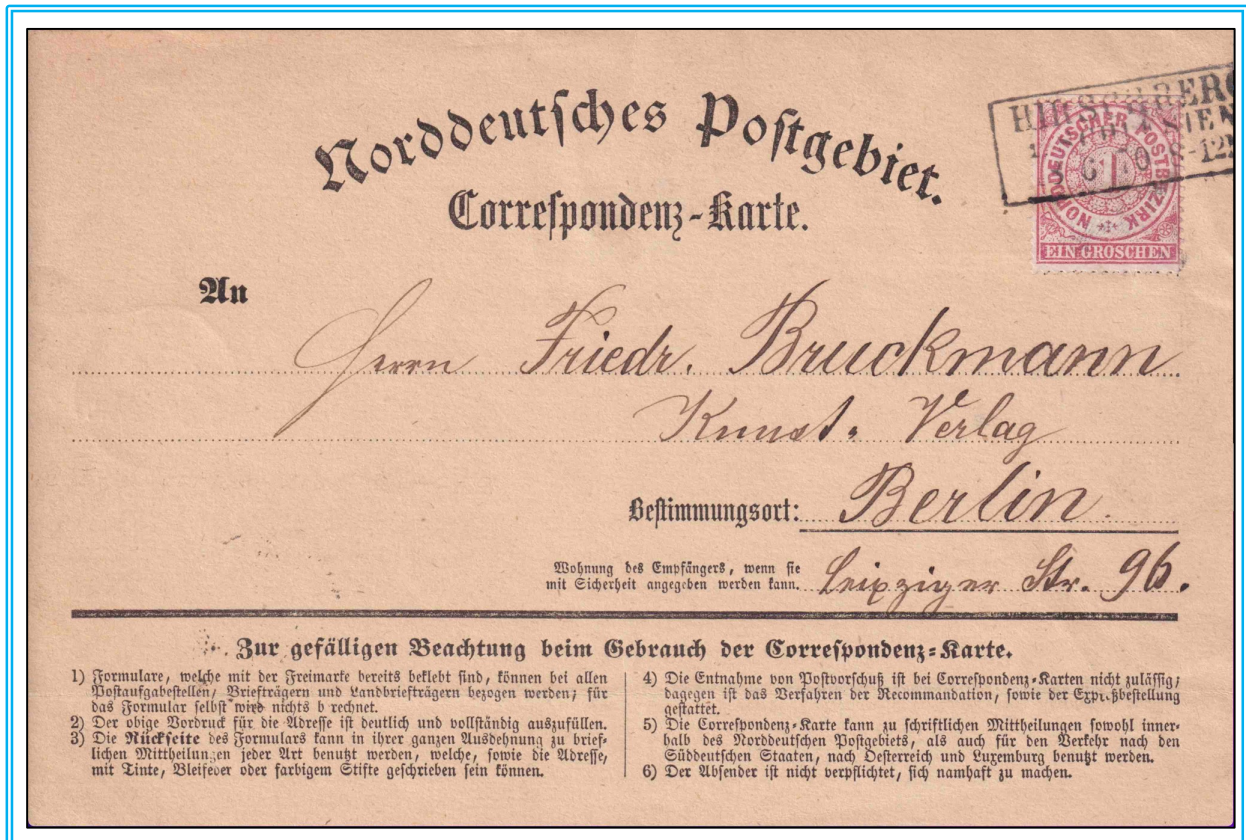 Norddeutsches Postgebiet.
Correspondenz-Karte.
HIRSCHBERG
8-12
NORDDEUTSCHER POSTBEZIRK
1
EIN GROSCHEN
An
Herrn Friedr. Bruckmann
Kunst-Verlag
Bestimmungsort: Berlin.
Wohnung des Empfängers, wenn sie
mit Sicherheit angegeben werden kann. Leipziger Str. 96.
Zur gefälligen Beachtung beim Gebrauch der Correspondenz-Karte.
1) Formulare, welche mit der Freimarke bereits beklebt sind, können bei allen
Postaufgabestellen, Briefträgern und Landbriefträgern bezogen werden; für
das Formular selbst wird nichts b rechnet.
2) Der obige Vordruck für die Adresse ist deutlich und vollständig auszufüllen.
3) Die Rückseite des Formulars kann in ihrer ganzen Ausdehnung zu brief-
lichen Mittheilungen jeder Art benutzt werden, welche, sowie die Adresse,
mit Tinte, Bleifeder oder farbigem Stifte geschrieben sein können.
4) Die Entnahme von Postvorschuß ist bei Correspondenz-Karten nicht zulässig;
dagegen ist das Verfahren der Recommandation, sowie der Expreßbestellung
gestattet.
5) Die Correspondenz-Karte kann zu schriftlichen Mittheilungen sowohl inner-
halb des Norddeutschen Postgebiets, als auch für den Verkehr nach den
Süddeutschen Staaten, nach Oesterreich und Luxemburg benutzt werden.
6) Der Absender ist nicht verpflichtet, sich namhaft zu machen.